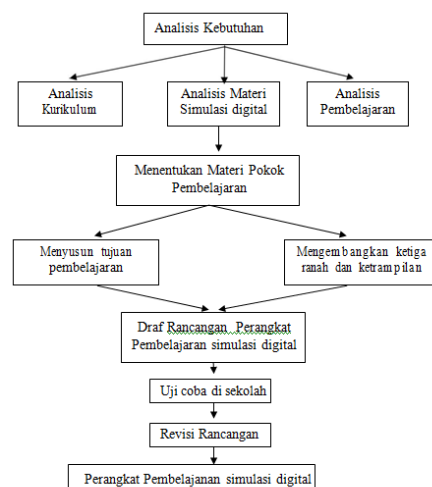 Analisis Kebutuhan
Analisis
Kurikulum
Analisis Materi
Simulasi digital
Analisis
Pembelajaran
Menentukan Materi Pokok
Pembelajaran
Menyusun tujuan
pembelajaran
Mengembangkan ketiga
ranah dan ketrampilan
Draf Rancangan Perangkat
Pembelajaran simulasi digital
Uji coba di sekolah
Revisi Rancangan
Perangkat Pembelajanan simulasi digital